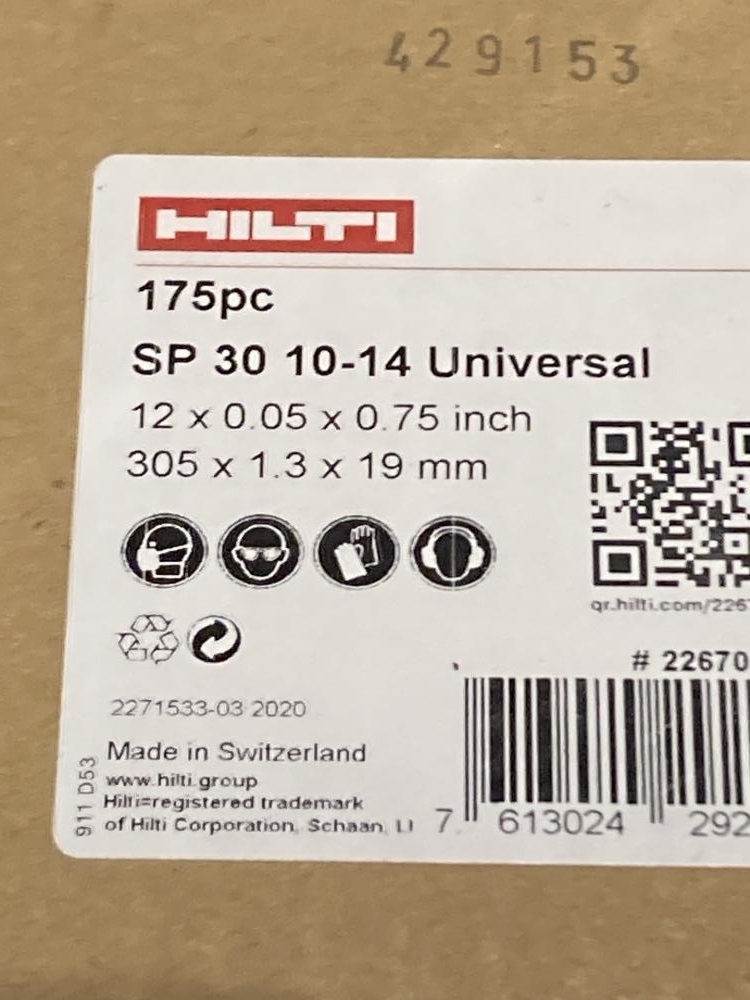 429153
HILTI
175pc
SP 30 10-14 Universal
12 x 0.05 x 0.75 inch
305 x 1.3 x 19 mm
qr.hilti.com/226
# 22670
2271533-03 2020
Made in Switzerland
www.hilti.group
Hilti=registered trademark
of Hilti Corporation, Schaan, LI
911 D53
7 613024 292